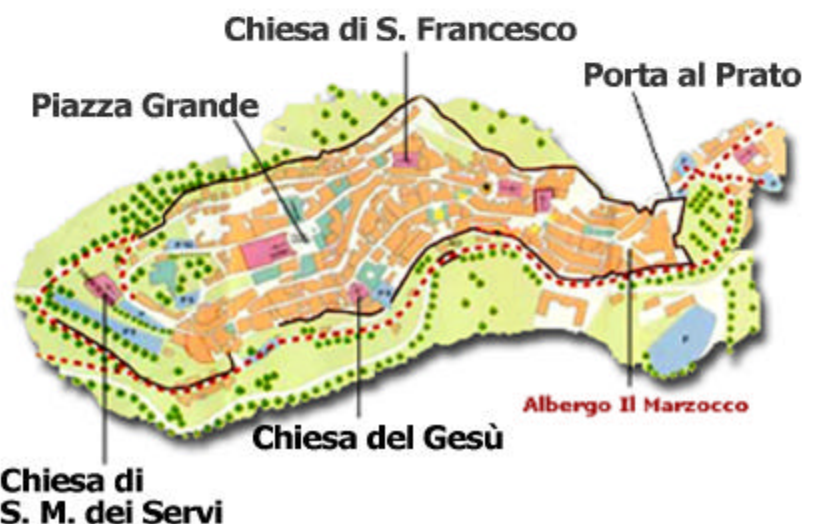 Chiesa di S. Francesco
Porta al Prato
Piazza Grande
Albergo Il Marzocco
Chiesa del Gesù
Chiesa di
S. M. dei Servi